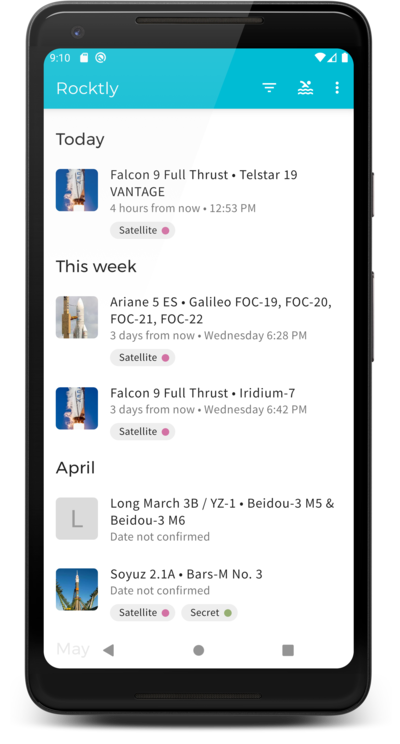 9:10
Rocktly
Today
Falcon 9 Full Thrust • Telstar 19
VANTAGE
4 hours from now • 12:53 PM
Satellite
This week
Ariane 5 ES • Galileo FOC-19, FOC-20,
FOC-21, FOC-22
3 days from now • Wednesday 6:28 PM
Satellite
Falcon 9 Full Thrust • Iridium-7
3 days from now • Wednesday 6:42 PM
Satellite
April
L
Long March 3B / YZ-1 • Beidou-3 M5 &
Beidou-3 M6
Date not confirmed
Soyuz 2.1A • Bars-M No. 3
Date not confirmed
Satellite Secret
May